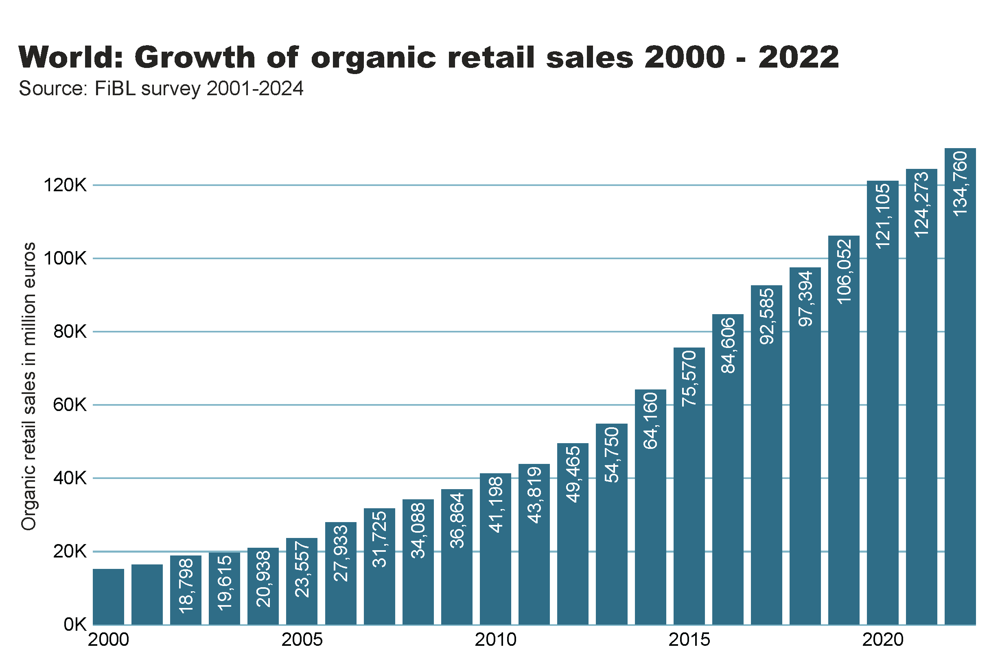 World: Growth of organic retail sales 2000 - 2022
Source: FiBL survey 2001-2024
Organic retail sales in million euros
120K
100K
80K
60K
40K
20K
0K
18,798
19,615
20,938
23,557
27,933
31,725
34,088
36,864
41,198
43,819
49,465
54,750
64,160
75,570
84,606
92,585
97,394
106,052
121,105
124,273
134,760
2000
2005
2010
2015
2020